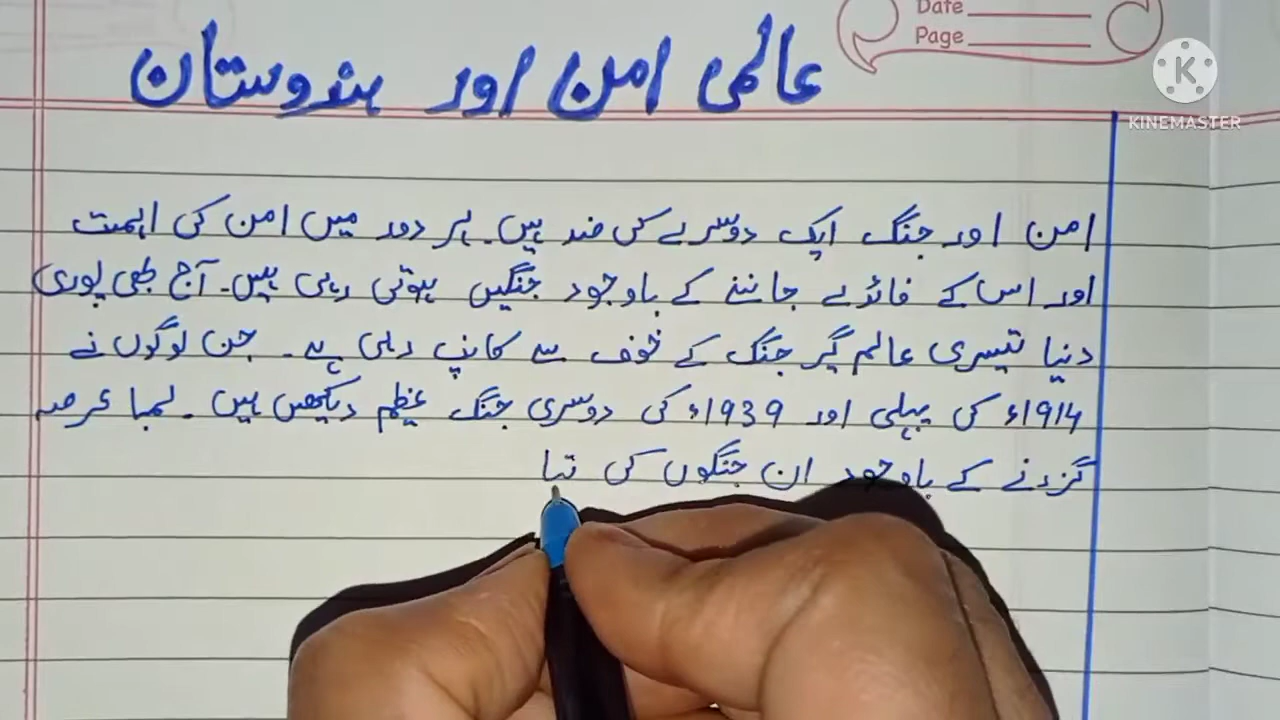 Date
Page
K
KINEMASTER
عالمی امن اور ہندوستان
امن اور جنگ ایک دوسرے کی ضد ہیں۔ ہر دور میں امن کی اہمیت
اور اس کے فائدے جاننے کے باوجود جنگیں ہوتی رہی ہیں۔ آج بھی پوری
دنیا تیسری عالم گیر جنگ کے خوف سے کانپ رہی ہے۔ جن لوگوں نے
1914ء کی پہلی اور 1939ء کی دوسری جنگ عظیم دیکھیں ہیں۔ لمبا عرصہ
گزرنے کے باوجود ان جنگوں کی تبا